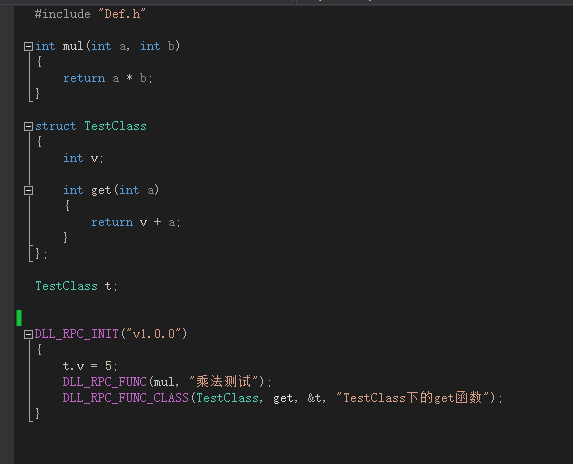 #include "Def.h"
int mul(int a, int b)
{
return a * b;
}
struct TestClass
{
int v;
int get(int a)
{
return v + a;
}
};
TestClass t;
DLL_RPC_INIT("v1.0.0")
{
t.v = 5;
DLL_RPC_FUNC(mul, "乘法测试");
DLL_RPC_FUNC_CLASS(TestClass, get, &t, "TestClass下的get函数");
}